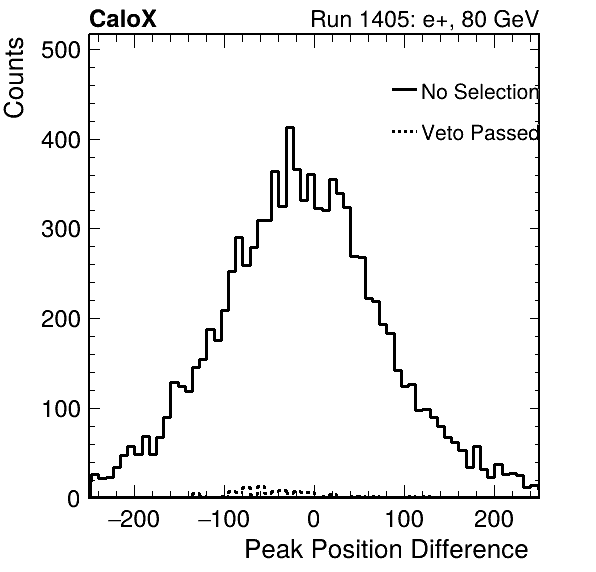 CaloX Run 1405: e+, 80 GeV
Counts
500
400
300
200
100
0
No Selection
Veto Passed
−200 −100 0 100 200
Peak Position Difference